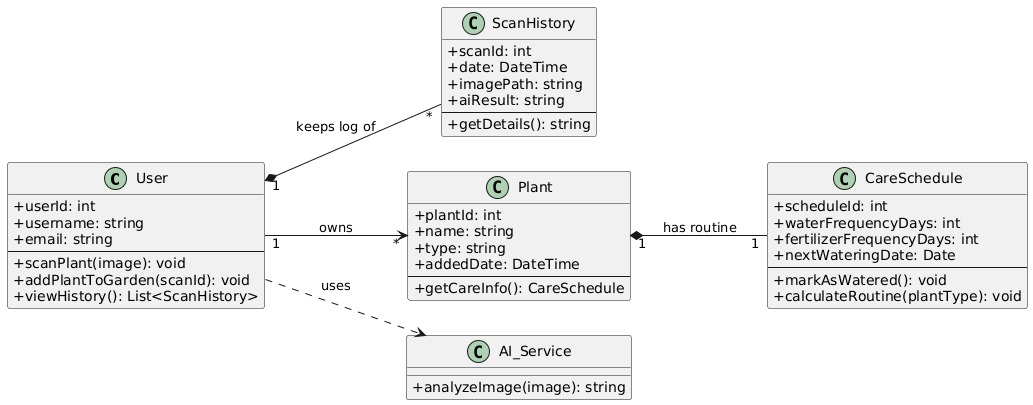 C ScanHistory
+scanId: int
+date: DateTime
+imagePath: string
+aiResult: string
+getDetails(): string
keeps log of
*
1
C User
+userId: int
+username: string
+email: string
+scanPlant(image): void
+addPlantToGarden(scanId): void
+viewHistory(): List<ScanHistory>
owns
1
*
uses
C Plant
+plantId: int
+name: string
+type: string
+addedDate: DateTime
+getCareInfo(): CareSchedule
has routine
1
1
C CareSchedule
+scheduleId: int
+waterFrequencyDays: int
+fertilizerFrequencyDays: int
+nextWateringDate: Date
+markAsWatered(): void
+calculateRoutine(plantType): void
C AI_Service
+analyzeImage(image): string